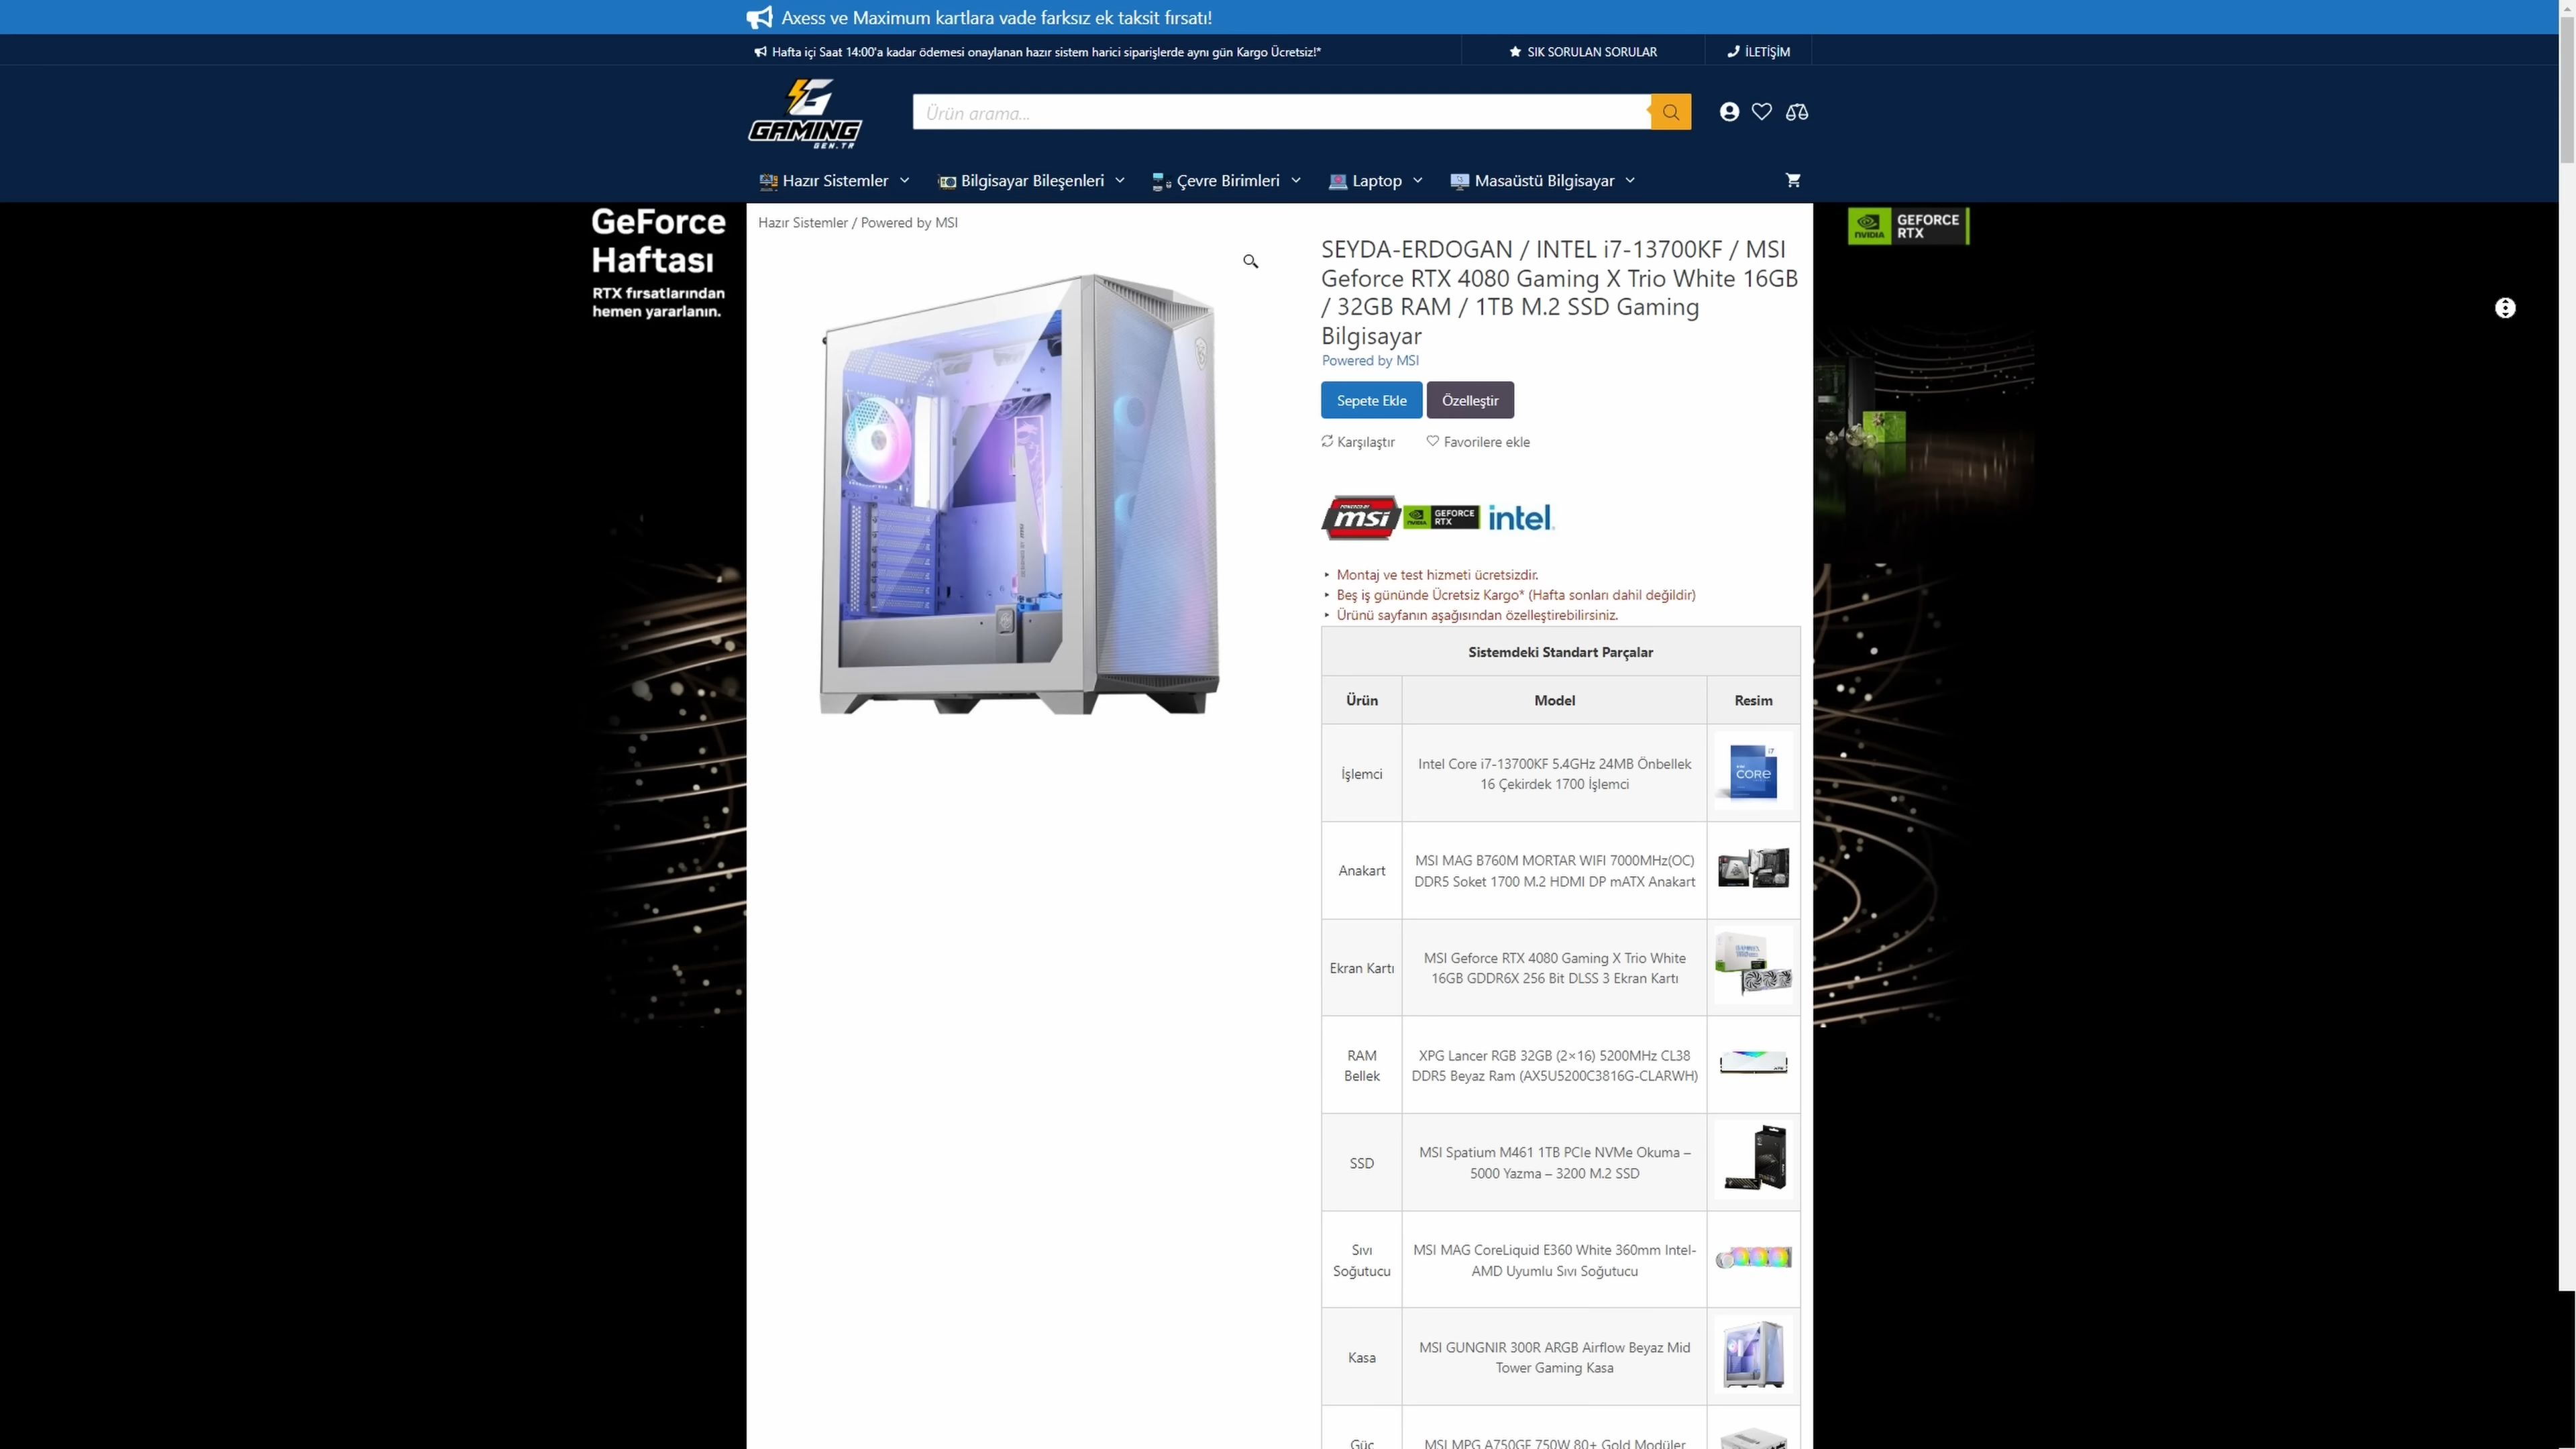 Axess ve Maximum kartlara vade farksız ek taksit fırsatı!
Hafta içi Saat 14:00'a kadar ödemesi onaylanan hazır sistem harici siparişlerde aynı gün Kargo Ücretsiz!*
SIK SORULAN SORULAR
İLETİŞİM
GAMING
GEN.TR
Ürün arama...
Hazır Sistemler
Bilgisayar Bileşenleri
Çevre Birimleri
Laptop
Masaüstü Bilgisayar
GeForce
Haftası
RTX fırsatlarından
hemen yararlanın.
NVIDIA
GEFORCE
RTX
Hazır Sistemler / Powered by MSI
SEYDA-ERDOGAN / INTEL i7-13700KF / MSI
Geforce RTX 4080 Gaming X Trio White 16GB
/ 32GB RAM / 1TB M.2 SSD Gaming
Bilgisayar
Powered by MSI
Sepete Ekle
Özelleştir
Karşılaştır
Favorilere ekle
POWERED BY
msi
NVIDIA
GEFORCE
RTX
intel.
Montaj ve test hizmeti ücretsizdir.
Beş iş gününde Ücretsiz Kargo* (Hafta sonları dahil değildir)
Ürünü sayfanın aşağısından özelleştirebilirsiniz.
Sistemdeki Standart Parçalar
Ürün
Model
Resim
İşlemci
Intel Core i7-13700KF 5.4GHz 24MB Önbellek
16 Çekirdek 1700 İşlemci
i7
CORE
Anakart
MSI MAG B760M MORTAR WIFI 7000MHz(OC)
DDR5 Soket 1700 M.2 HDMI DP mATX Anakart
Ekran Kartı
MSI Geforce RTX 4080 Gaming X Trio White
16GB GDDR6X 256 Bit DLSS 3 Ekran Kartı
RAM
Bellek
XPG Lancer RGB 32GB (2×16) 5200MHz CL38
DDR5 Beyaz Ram (AX5U5200C3816G-CLARWH)
SSD
MSI Spatium M461 1TB PCIe NVMe Okuma –
5000 Yazma – 3200 M.2 SSD
Sıvı
Soğutucu
MSI MAG CoreLiquid E360 White 360mm Intel-
AMD Uyumlu Sıvı Soğutucu
Kasa
MSI GUNGNIR 300R ARGB Airflow Beyaz Mid
Tower Gaming Kasa
Güç
MSI MPG A750GF 750W 80+ Gold Modüler